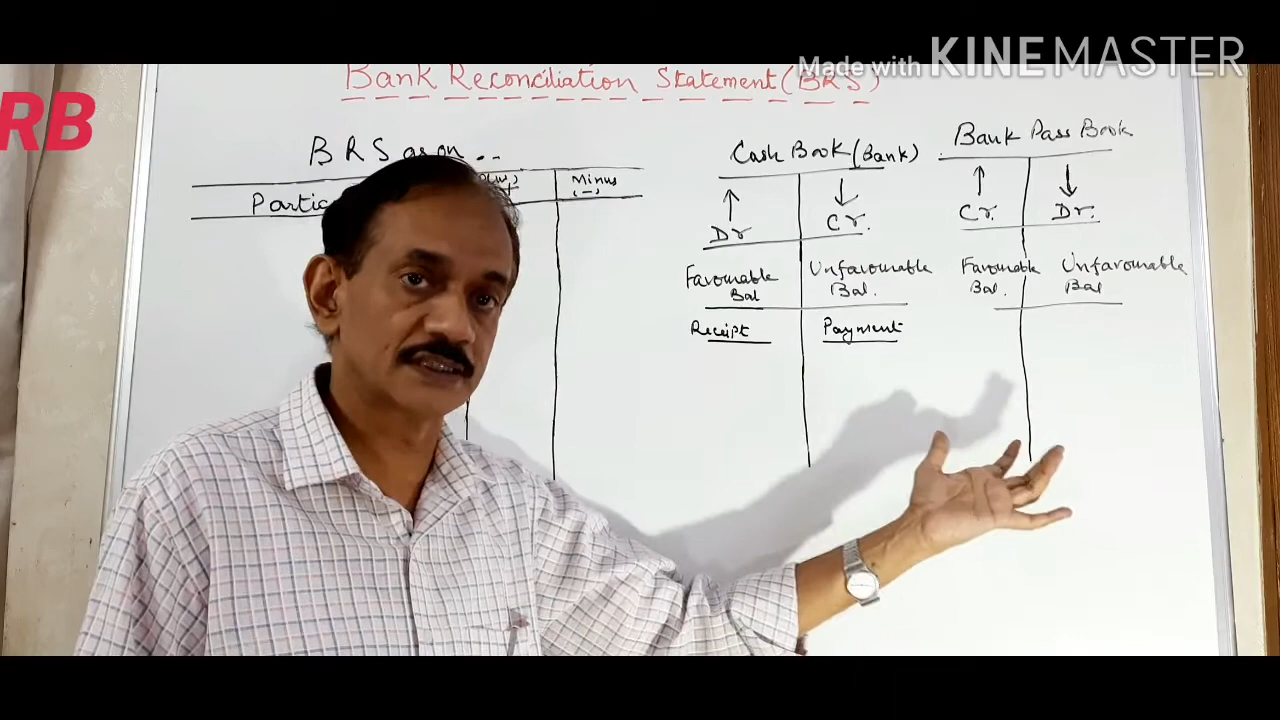 Made with KINEMASTER
Bank Reconciliation Statement (BRS)
RB
BRS as on ..
Partic
Minus
(-)
Cash Book (Bank)
Dr
Cr.
Favourable
Bal
Unfavourable
Bal.
Receipt
Payment
Bank Pass Book
Cr.
Dr.
Favourable
Bal.
Unfavourable
Bal